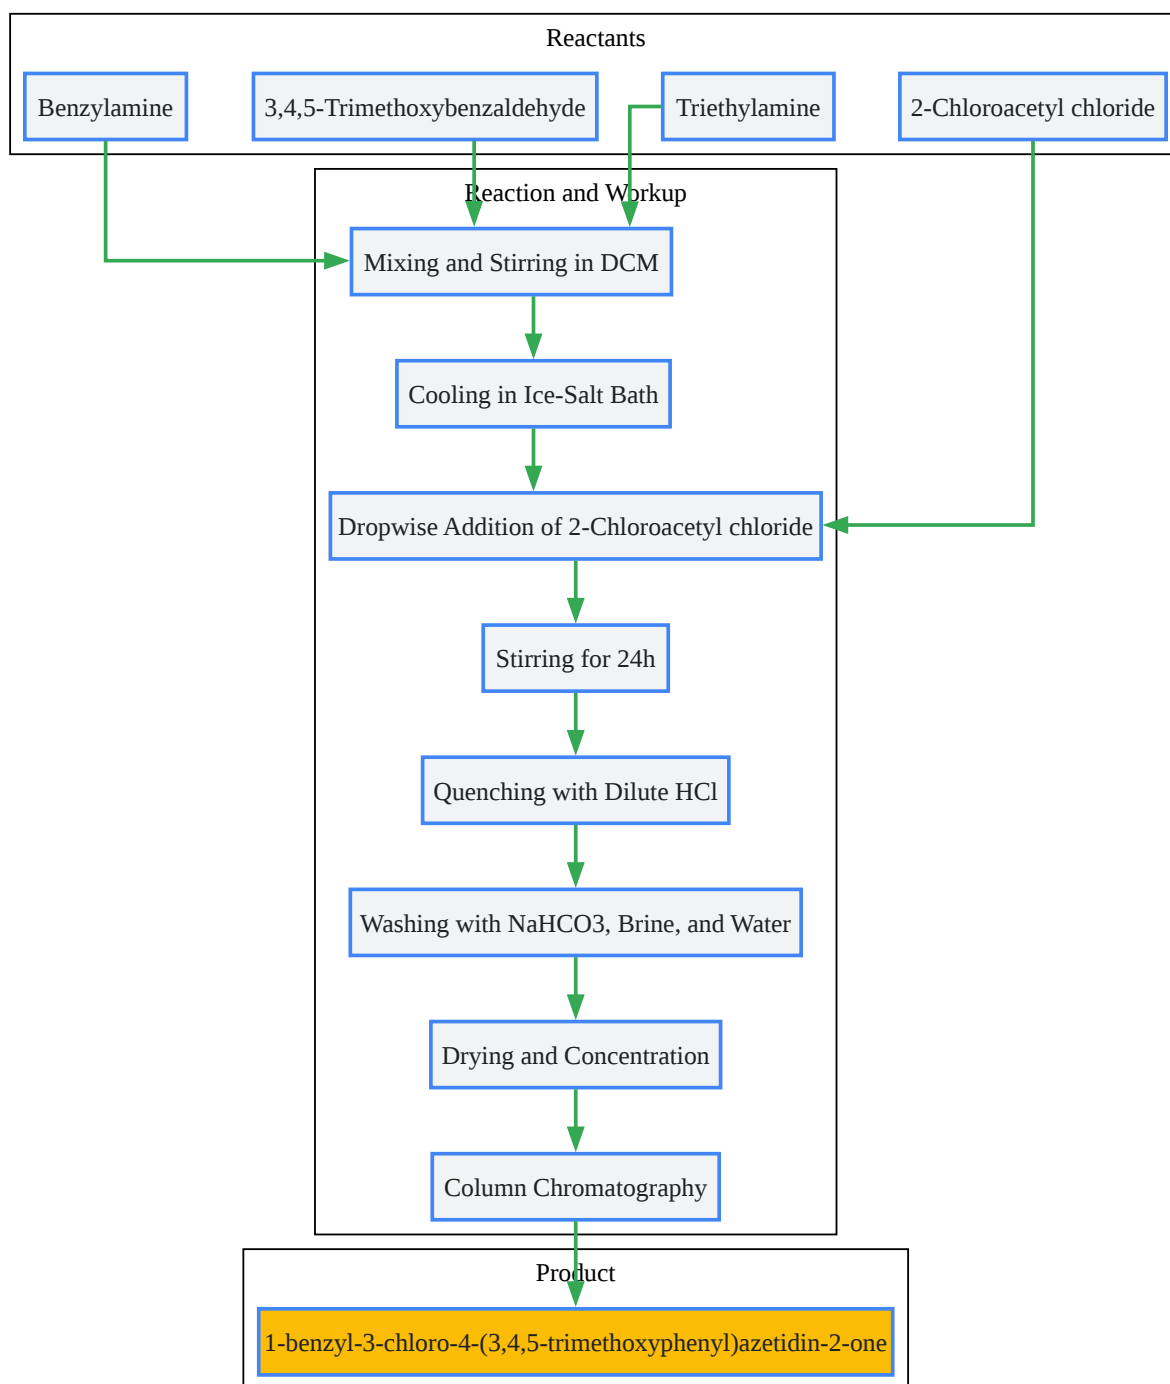 Reactants
Benzylamine
3,4,5-Trimethoxybenzaldehyde
Triethylamine
2-Chloroacetyl chloride
Reaction and Workup
Mixing and Stirring in DCM
Cooling in Ice-Salt Bath
Dropwise Addition of 2-Chloroacetyl chloride
Stirring for 24h
Quenching with Dilute HCl
Washing with NaHCO3, Brine, and Water
Drying and Concentration
Column Chromatography
Product
1-benzyl-3-chloro-4-(3,4,5-trimethoxyphenyl)azetidin-2-one